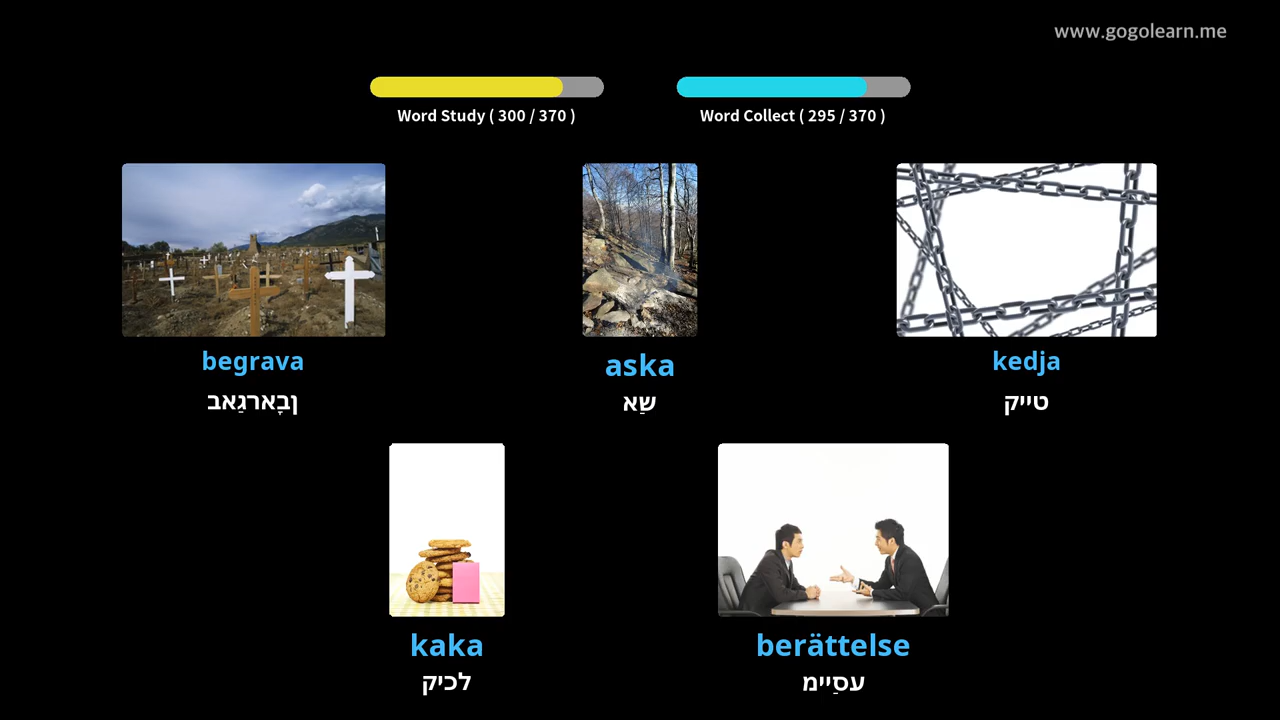 www.gogolearn.me
Word Study ( 300 / 370 )
Word Collect ( 295 / 370 )
begrava
ןבָארגַאב
aska
שַא
kedja
טייק
kaka
לכיק
berättelse
עסַיימ